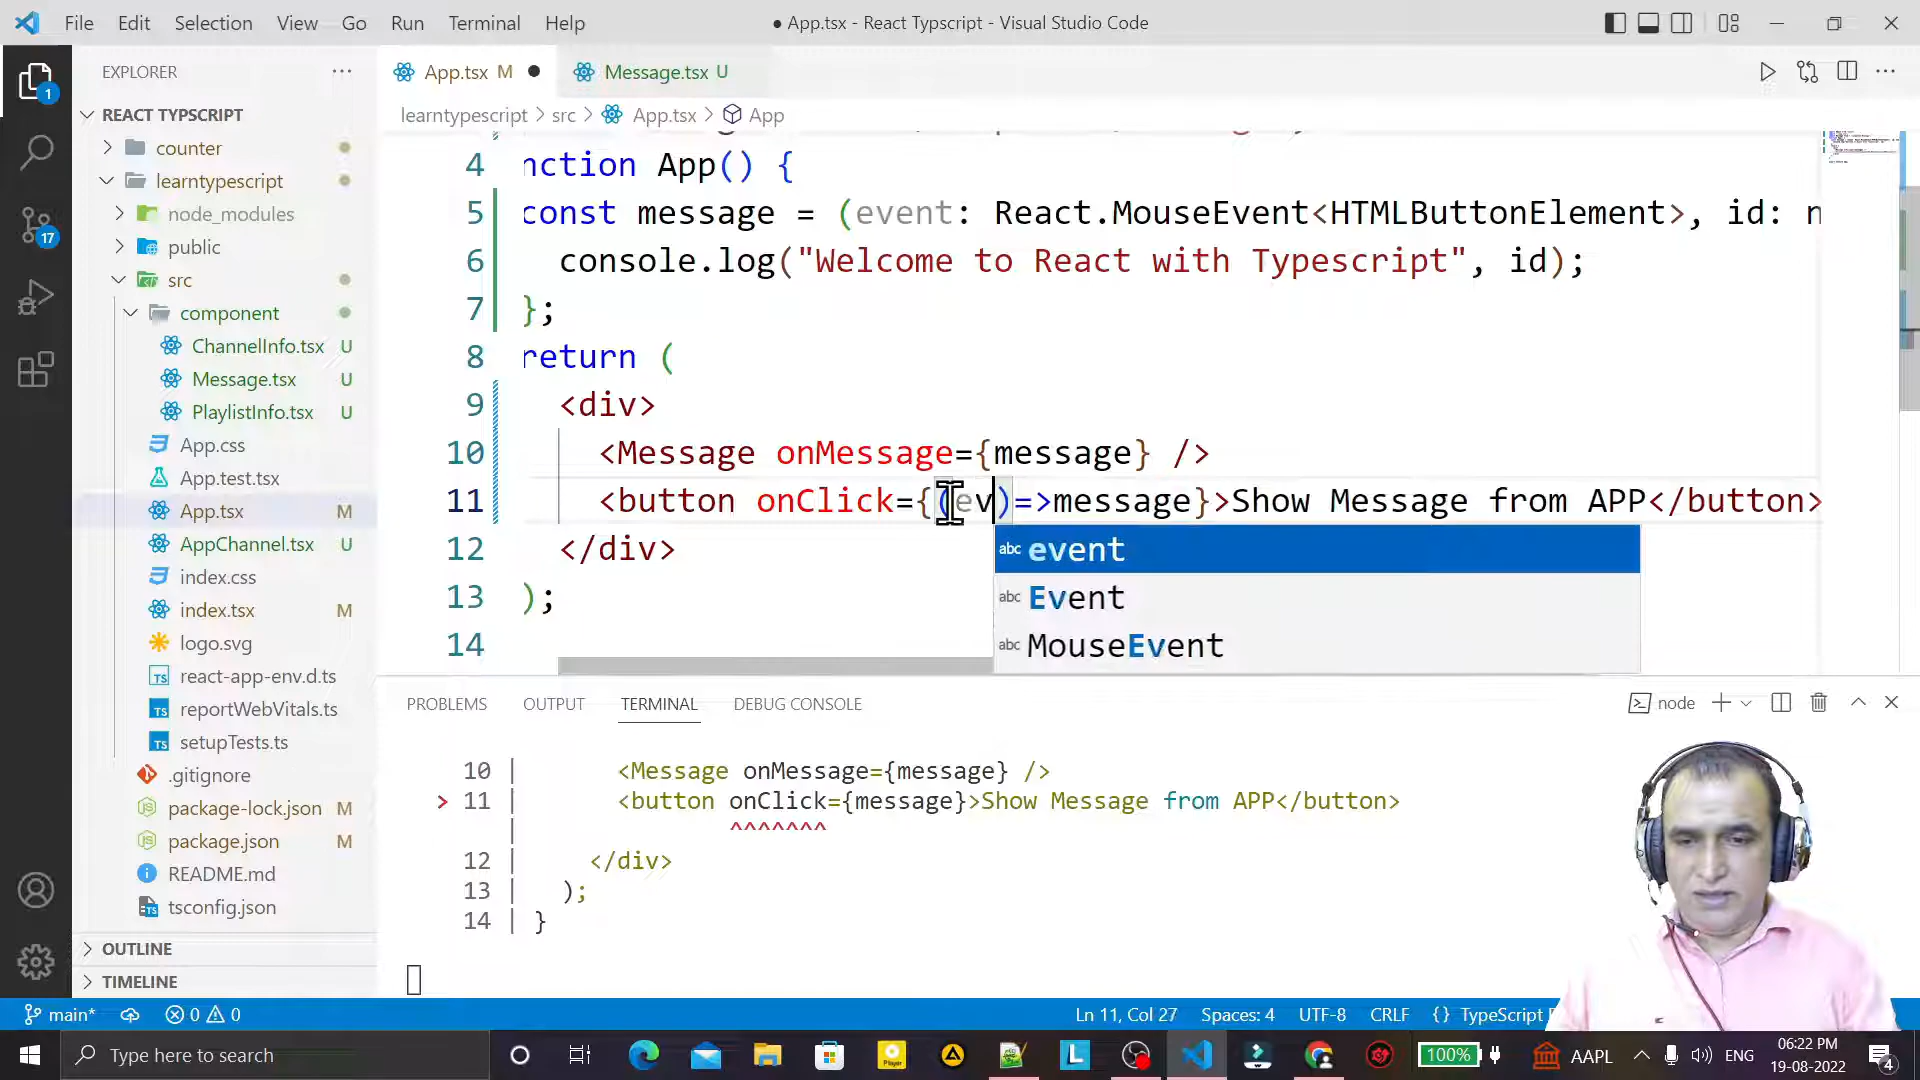 File Edit Selection View Go Run Terminal Help
● App.tsx - React Typscript - Visual Studio Code
EXPLORER
App.tsx M
Message.tsx U
learntypescript > src > App.tsx > App
REACT TYPSCRIPT
counter
learntypescript
node_modules
public
src
component
ChannelInfo.tsx U
Message.tsx U
PlaylistInfo.tsx U
App.css
App.test.tsx
App.tsx M
AppChannel.tsx U
index.css
index.tsx M
logo.svg
react-app-env.d.ts
reportWebVitals.ts
setupTests.ts
.gitignore
package-lock.json M
package.json M
README.md
tsconfig.json
OUTLINE
TIMELINE
1
17
4 nction App() {
5 const message = (event: React.MouseEvent<HTMLButtonElement>, id: n
6 console.log("Welcome to React with Typescript", id);
7 };
8 return (
9 <div>
10 <Message onMessage={message} />
11 <button onClick={(ev)=>message}>Show Message from APP</button>
12 </div>
13 );
14
abc event
abc Event
abc MouseEvent
PROBLEMS OUTPUT TERMINAL DEBUG CONSOLE
node
10 | <Message onMessage={message} />
> 11 | <button onClick={message}>Show Message from APP</button>
| ^^^^^^^
12 | </div>
13 | );
14 | }
main* 0 0
Ln 11, Col 27 Spaces: 4 UTF-8 CRLF {} TypeScript
Type here to search
100% AAPL ENG
06:22 PM
19-08-2022
4